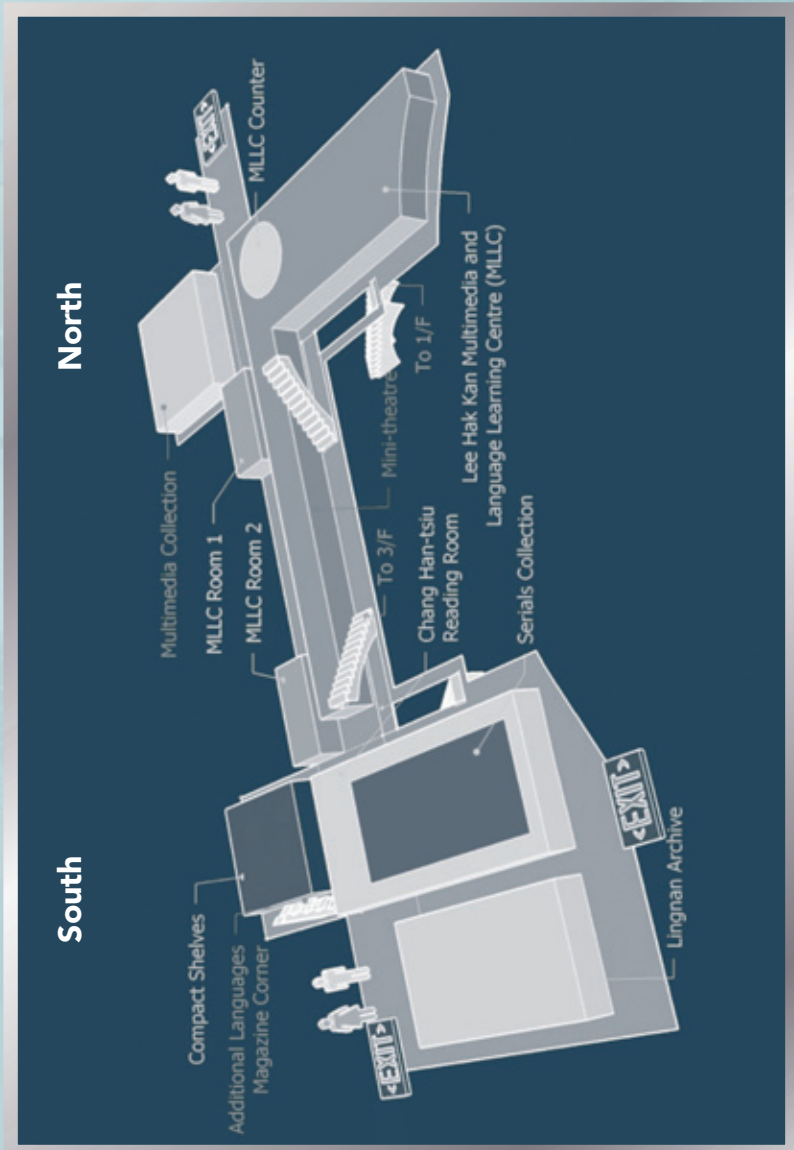 South
North
Compact Shelves
Additional Languages
Magazine Corner
Multimedia Collection
MLLC Room 1
MLLC Room 2
MLLC Counter
To 3/F
Mini-theatre
To 1/F
Chang Han-tsiu
Reading Room
Lee Hak Kan Multimedia and
Language Learning Centre (MLLC)
Serials Collection
Lingnan Archive
<EXIT>
<EXIT>
<EXIT>